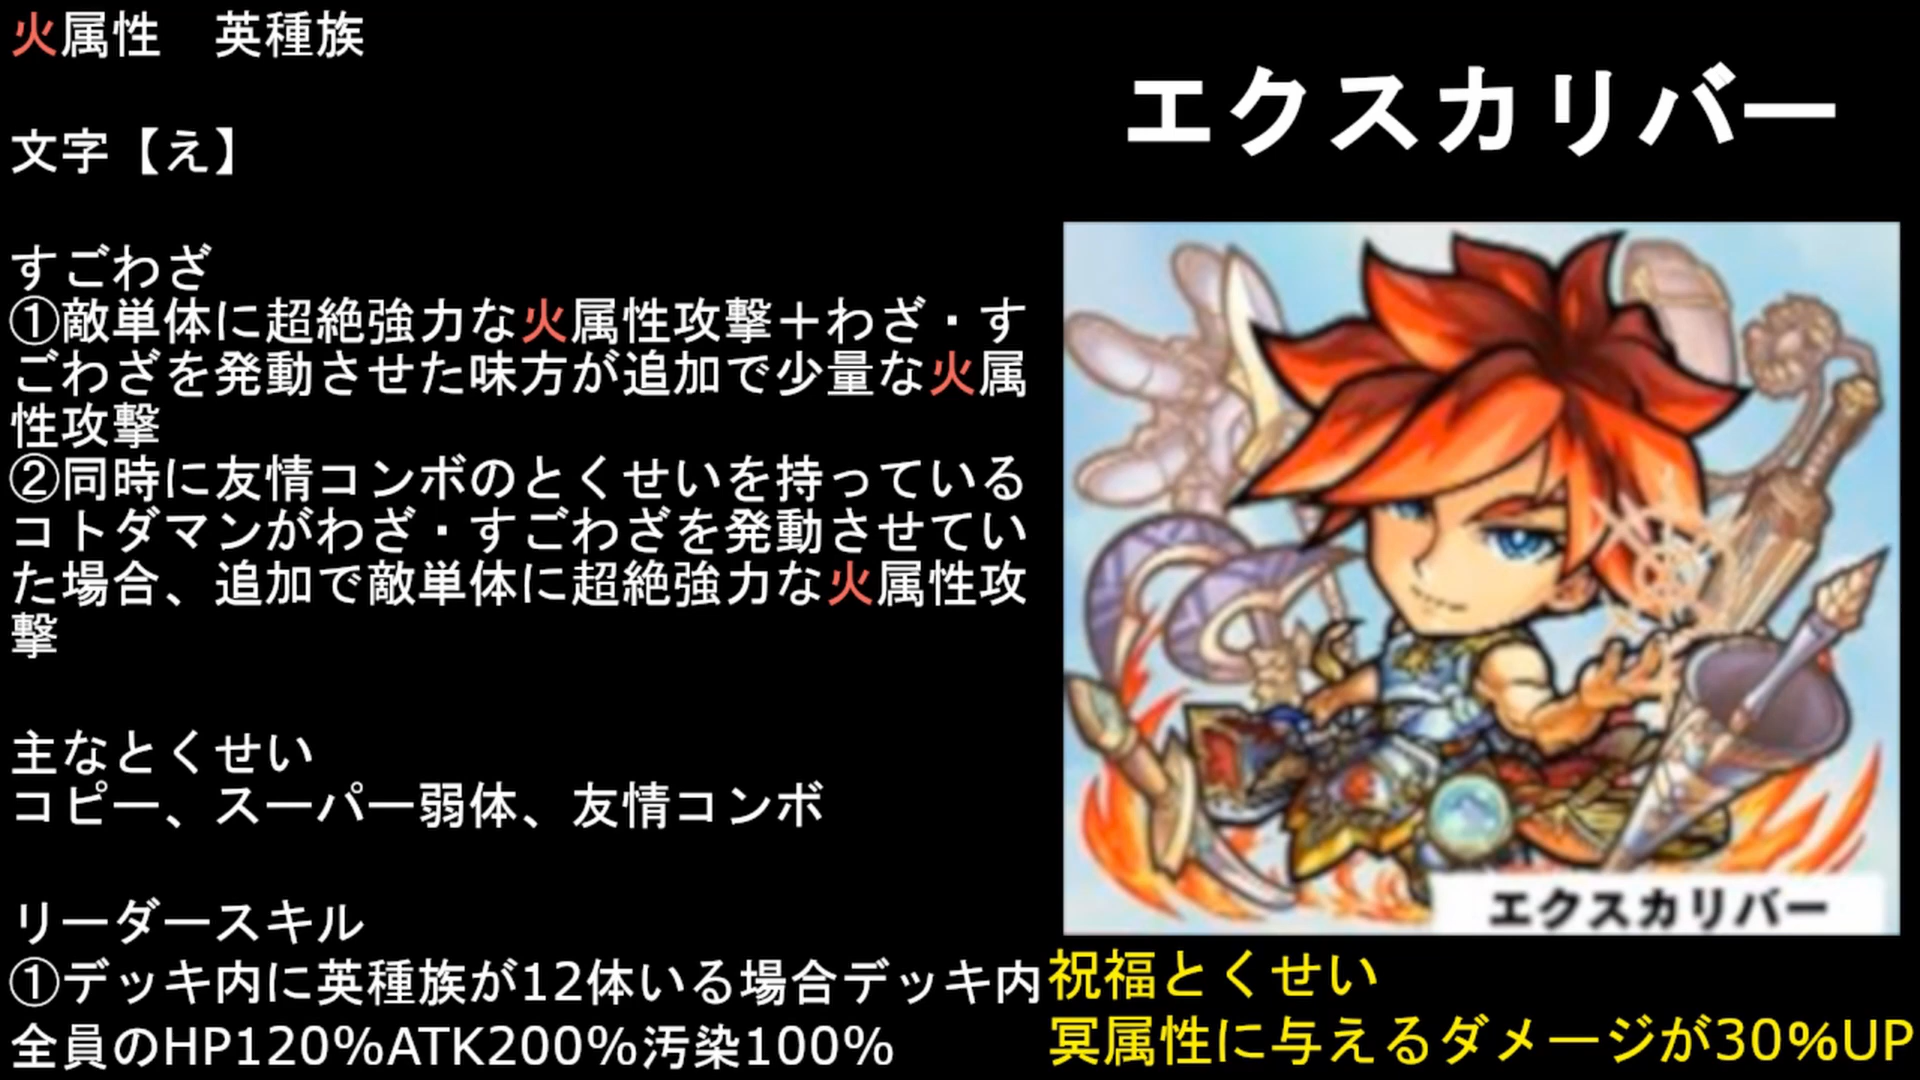 火属性　英種族
文字【え】
すごわざ
①敵単体に超絶強力な火属性攻撃＋わざ・す
ごわざを発動させた味方が追加で少量な火属
性攻撃
②同時に友情コンボのとくせいを持っている
コトダマンがわざ・すごわざを発動させてい
た場合、追加で敵単体に超絶強力な火属性攻
撃
主なとくせい
コピー、スーパー弱体、友情コンボ
リーダースキル
①デッキ内に英種族が12体いる場合デッキ内
全員のHP120%ATK200%汚染100%
エクスカリバー
エクスカリバー
祝福とくせい
冥属性に与えるダメージが30%UP